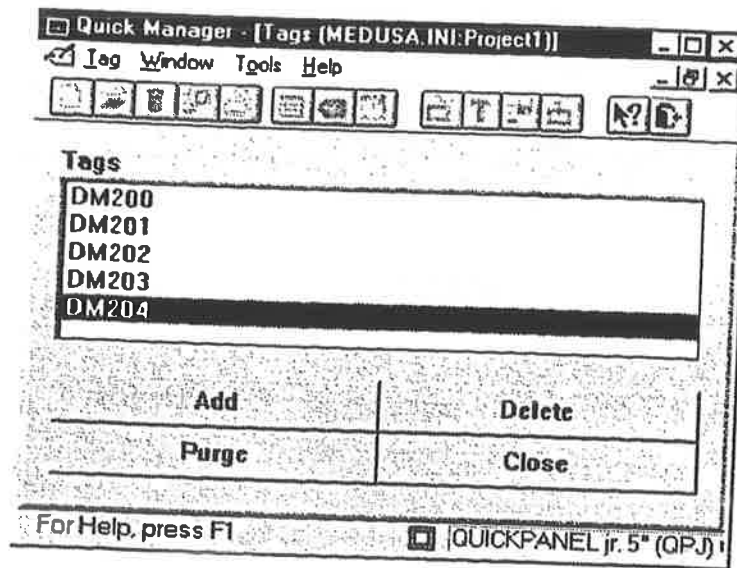 Quick Manager - [Tags (MEDUSA.INI:Project1)]
Tag Window Tools Help
Tags
DM200
DM201
DM202
DM203
DM204
Add Delete
Purge Close
For Help, press F1 QUICKPANEL jr. 5" (QPJ)